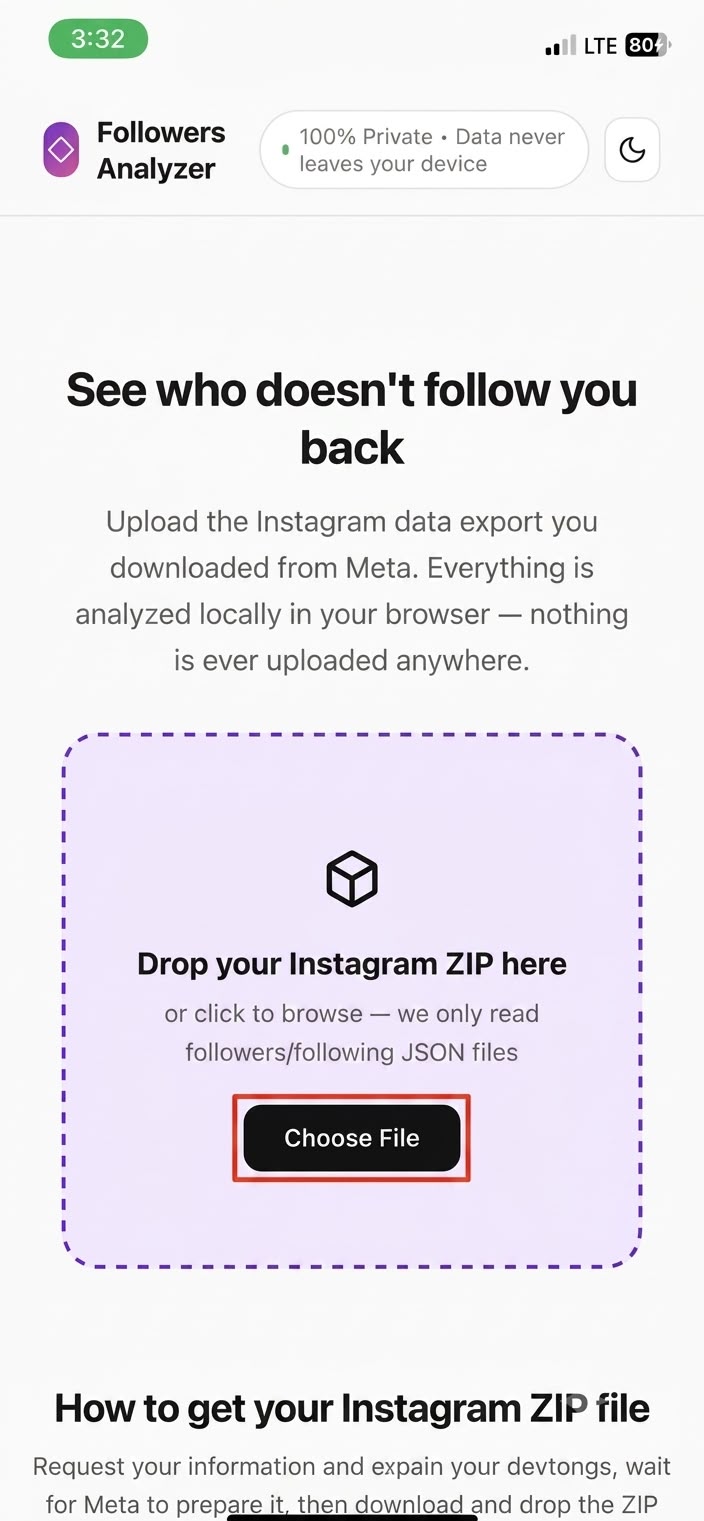 3:32
LTE 80
Followers
Analyzer
100% Private • Data never
leaves your device
See who doesn't follow you
back
Upload the Instagram data export you
downloaded from Meta. Everything is
analyzed locally in your browser — nothing
is ever uploaded anywhere.
Drop your Instagram ZIP here
or click to browse — we only read
followers/following JSON files
Choose File
How to get your Instagram ZIP file
Request your information and expain your devtongs, wait
for Meta to prepare it, then download and drop the ZIP